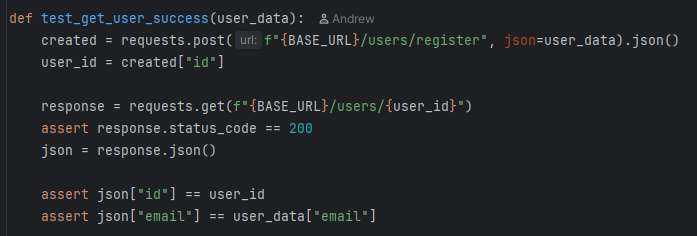 def test_get_user_success(user_data): Andrew
created = requests.post(url: f"{BASE_URL}/users/register", json=user_data).json()
user_id = created["id"]
response = requests.get(f"{BASE_URL}/users/{user_id}")
assert response.status_code == 200
json = response.json()
assert json["id"] == user_id
assert json["email"] == user_data["email"]